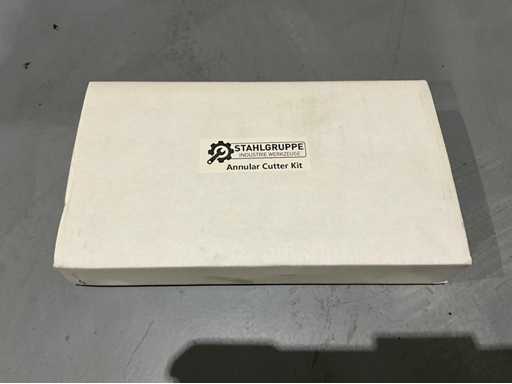 STAHLGRUPPE
INDUSTRIE WERKZEUGE
Annular Cutter Kit